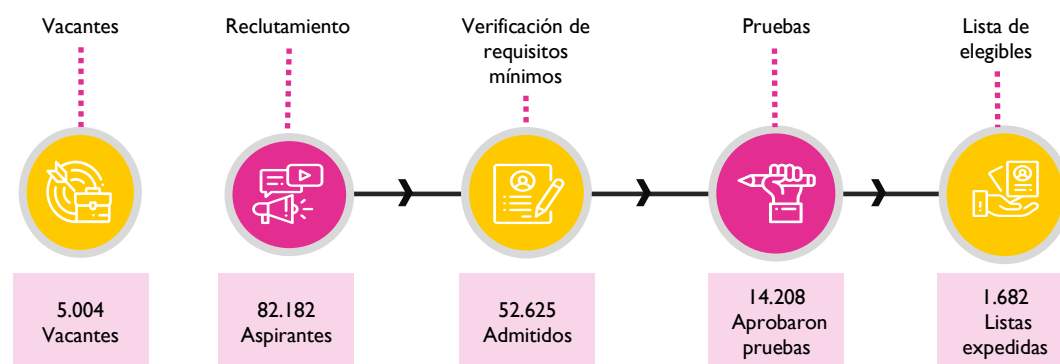 Vacantes
Reclutamiento
Verificación de
requisitos
mínimos
Pruebas
Lista de
elegibles
5.004
Vacantes
82.182
Aspirantes
52.625
Admitidos
14.208
Aprobaron
pruebas
1.682
Listas
expedidas